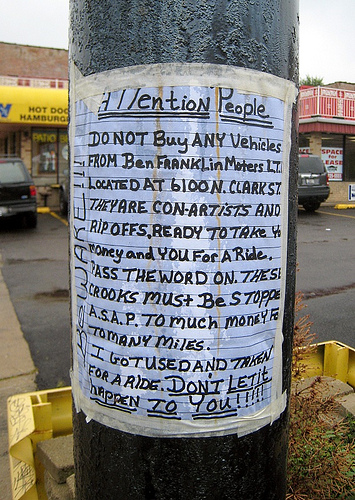 Attention People
DO NOT Buy ANY Vehicles
FROM Ben FRANKLin Moters L.T.
LOCATED AT 6100 N. CLARK ST.
THEY ARE CON-ARTISTS AND
RIP OFFS. READY TO TAKE Yo
Money and YOU FOR A Ride.
PASS THE WORD ON. THESE
CROOKS MUST BE STOPPE
A.S.A.P. TO much money FO
TO MANY Miles.
I GOT USED AND TAKEN
FOR A RIDE. DON'T LET it
happen TO YOU!!!!!
BEWARE!!!
HOT DOG
HAMBURG
PATIO
SPACE
for
LEASE